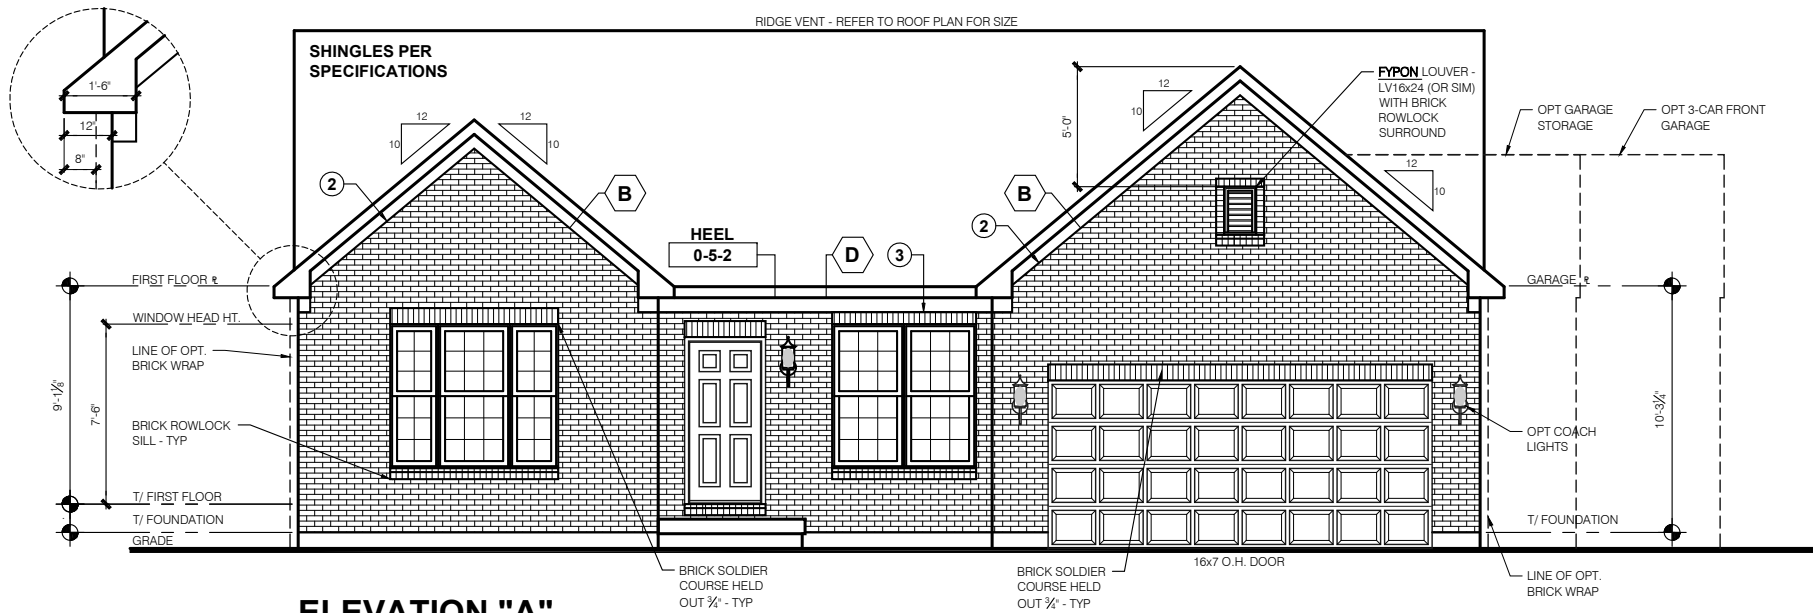 RIDGE VENT - REFER TO ROOF PLAN FOR SIZE
SHINGLES PER
SPECIFICATIONS
1'-6"
12"
8"
12
10
12
10
12
10
12
10
5'-0"
FYPON LOUVER -
LV16x24 (OR SIM)
WITH BRICK
ROWLOCK
SURROUND
OPT GARAGE
STORAGE
OPT 3-CAR FRONT
GARAGE
2
B
B
2
HEEL
0-5-2
D
3
FIRST FLOOR ℄
GARAGE ℄
WINDOW HEAD HT.
LINE OF OPT.
BRICK WRAP
9'-1⅛"
7'-6"
BRICK ROWLOCK
SILL - TYP
OPT COACH
LIGHTS
10'-3¼"
T/ FIRST FLOOR
T/ FOUNDATION
GRADE
T/ FOUNDATION
16x7 O.H. DOOR
BRICK SOLDIER
COURSE HELD
OUT ¾" - TYP
BRICK SOLDIER
COURSE HELD
OUT ¾" - TYP
LINE OF OPT.
BRICK WRAP
ELEVATION "A"